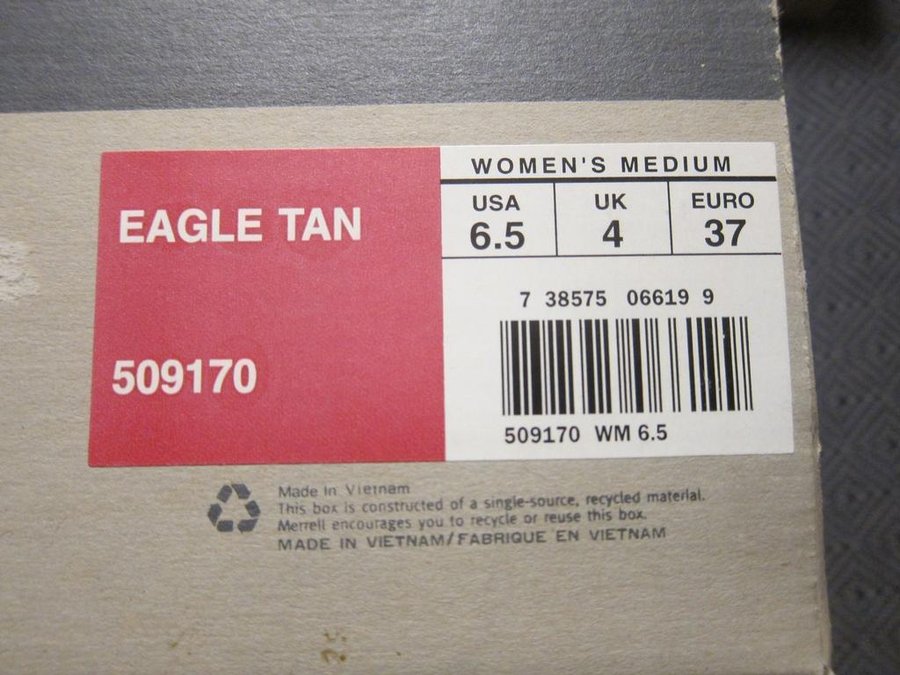 EAGLE TAN
509170
WOMEN'S MEDIUM
USA UK EURO
6.5 4 37
7 38575 06619 9
509170 WM 6.5
Made in Vietnam
This box is constructed of a single-source, recycled material.
Merrell encourages you to recycle or reuse this box.
MADE IN VIETNAM/FABRIQUE EN VIETNAM